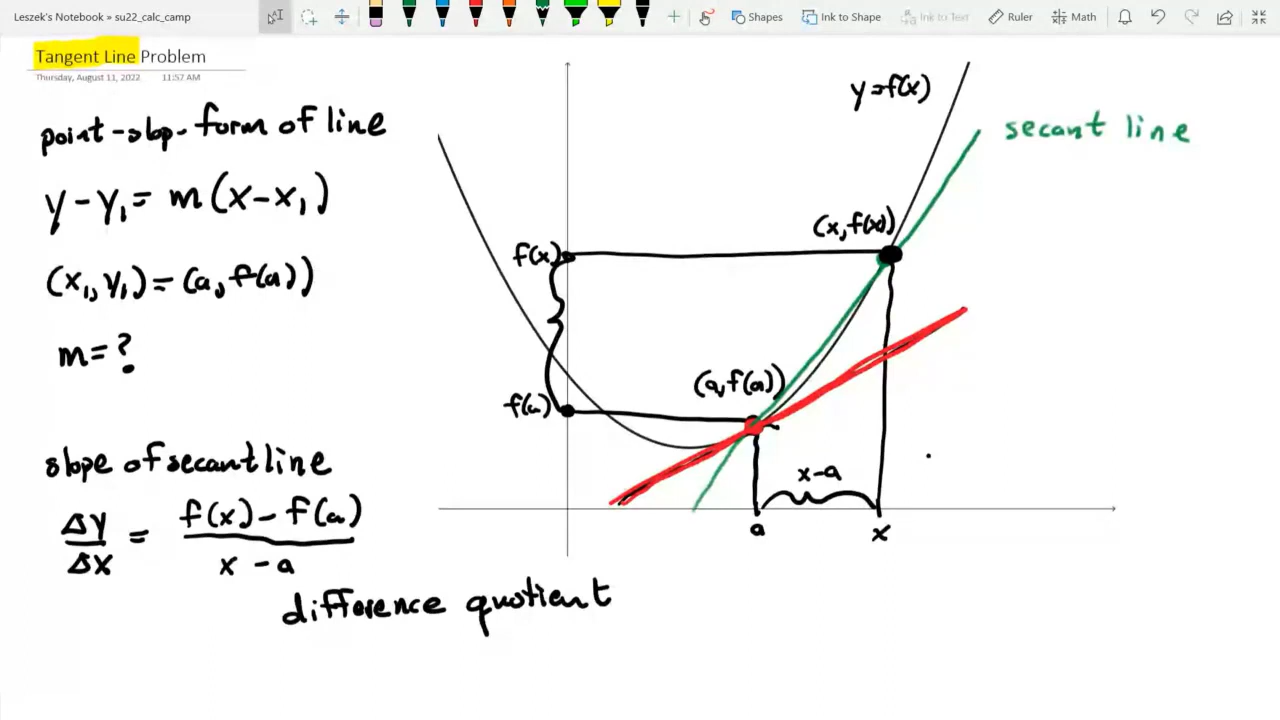 Leszek's Notebook » su22_calc_camp
Shapes
Ink to Shape
Ink to Text
Ruler
Math
Tangent Line Problem
Thursday, August 11, 2022 11:57 AM
point-slop-form of line
y-y₁= m(x-x₁)
(x₁,y₁)=(a,f(a))
m=?
slope of secant line
Δy/Δx = (f(x)-f(a))/(x-a)
difference quotient
y=f(x)
secant line
(x,f(x))
f(x)
(a,f(a))
f(a)
x-a
a
x